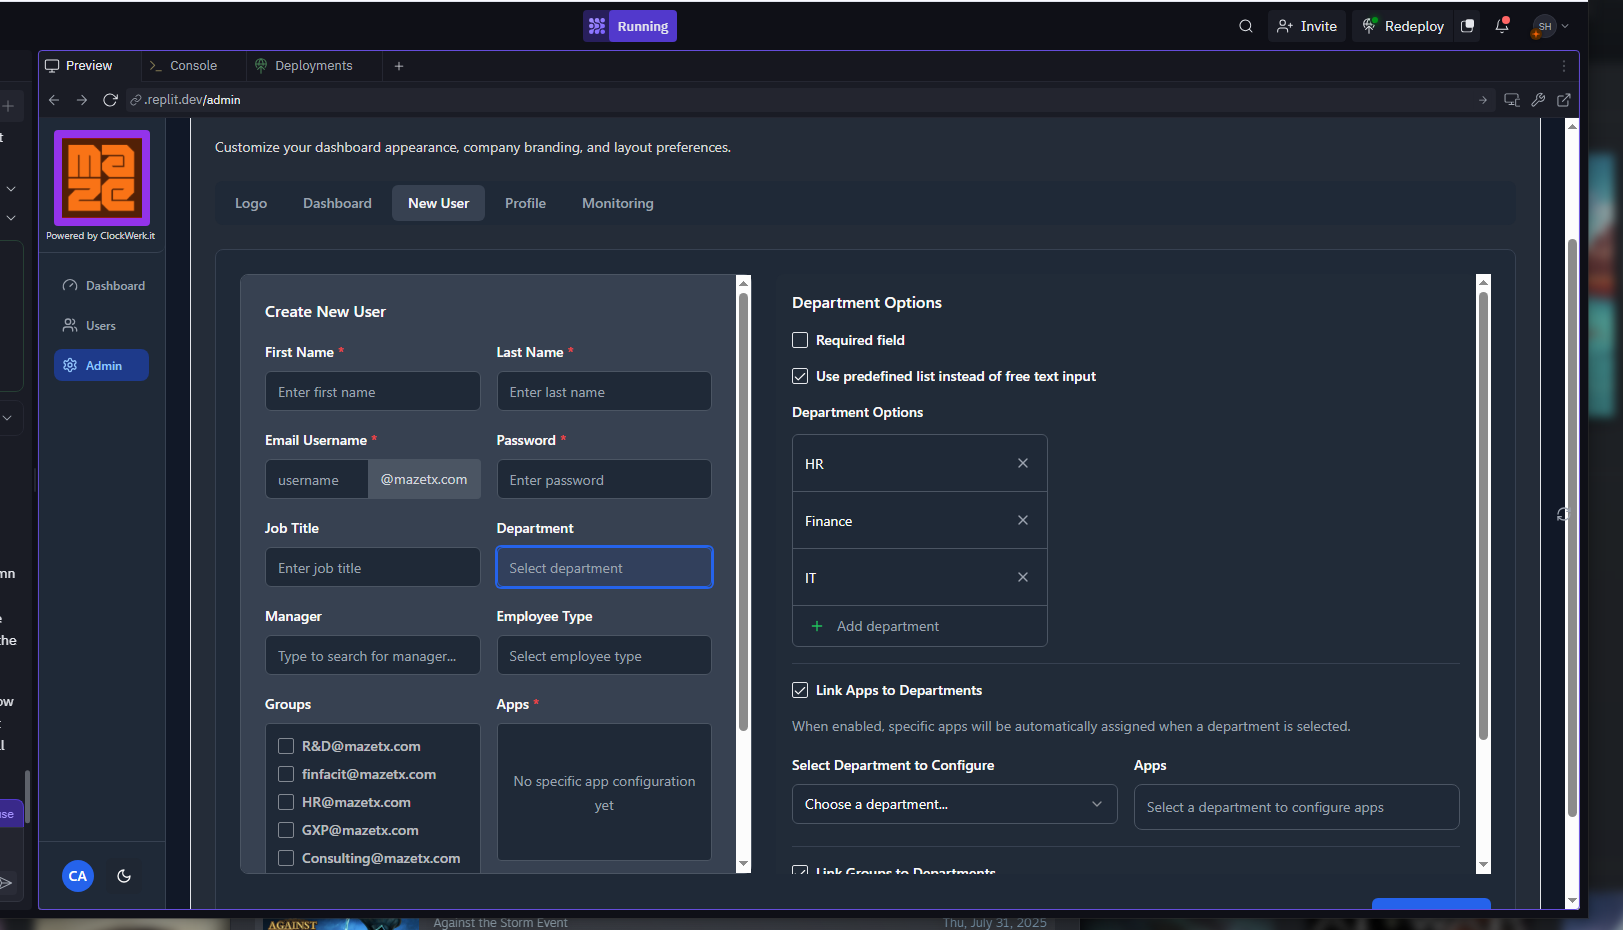 Running
Invite
Redeploy
SH
Preview
Console
Deployments
.replit.dev/admin
maze
Powered by ClockWerk.it
Dashboard
Users
Admin
CA
Customize your dashboard appearance, company branding, and layout preferences.
Logo
Dashboard
New User
Profile
Monitoring
Create New User
First Name *
Last Name *
Enter first name
Enter last name
Email Username *
Password *
username
@mazetx.com
Enter password
Job Title
Department
Enter job title
Select department
Manager
Employee Type
Type to search for manager...
Select employee type
Groups
Apps *
R&D@mazetx.com
finfacit@mazetx.com
HR@mazetx.com
GXP@mazetx.com
Consulting@mazetx.com
No specific app configuration
yet
Department Options
Required field
Use predefined list instead of free text input
Department Options
HR
Finance
IT
Add department
Link Apps to Departments
When enabled, specific apps will be automatically assigned when a department is selected.
Select Department to Configure
Apps
Choose a department...
Select a department to configure apps
Link Groups to Departments
AGAINST
Against the Storm Event
Thu, July 31, 2025